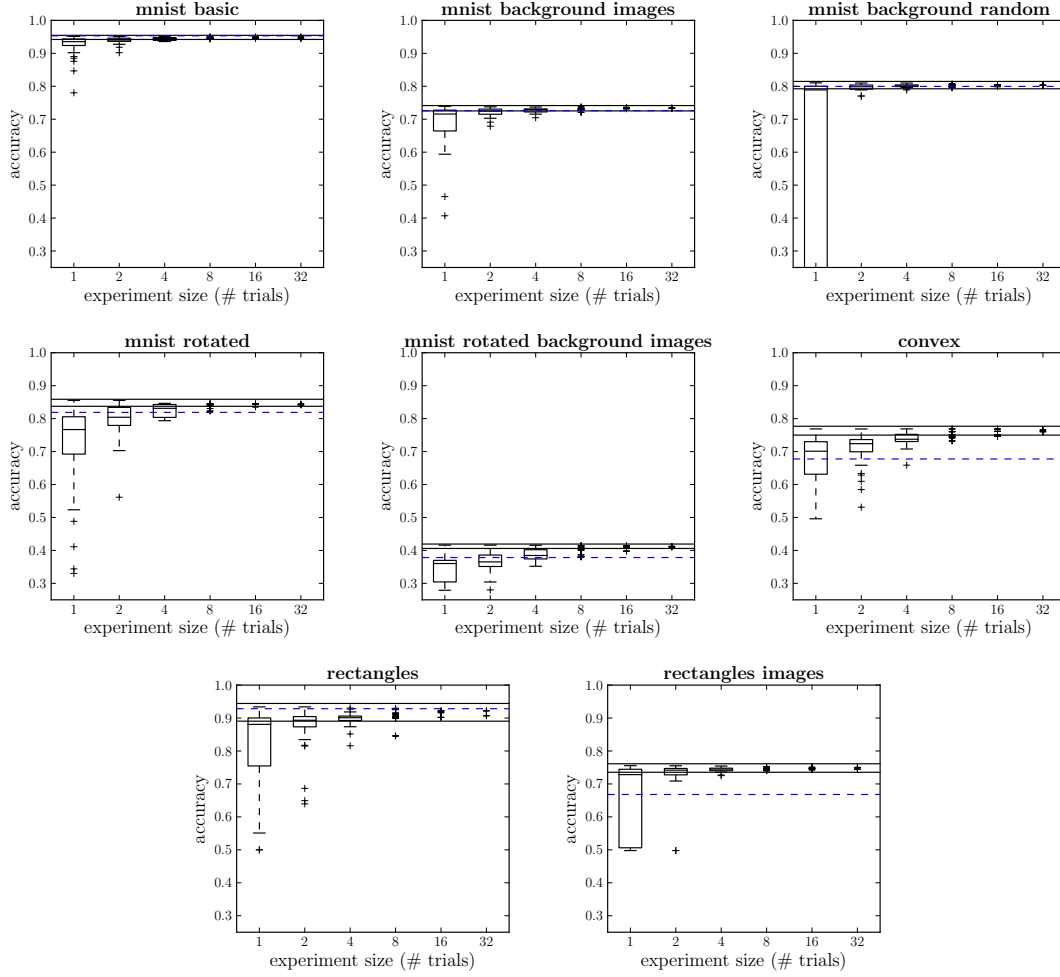 mnist basic
1.0
0.9
0.8
0.7
0.6
0.5
0.4
0.3
accuracy
1 2 4 8 16 32
experiment size (# trials)
mnist background images
1.0
0.9
0.8
0.7
0.6
0.5
0.4
0.3
accuracy
1 2 4 8 16 32
experiment size (# trials)
mnist background random
1.0
0.9
0.8
0.7
0.6
0.5
0.4
0.3
accuracy
1 2 4 8 16 32
experiment size (# trials)
mnist rotated
1.0
0.9
0.8
0.7
0.6
0.5
0.4
0.3
accuracy
1 2 4 8 16 32
experiment size (# trials)
mnist rotated background images
1.0
0.9
0.8
0.7
0.6
0.5
0.4
0.3
accuracy
1 2 4 8 16 32
experiment size (# trials)
convex
1.0
0.9
0.8
0.7
0.6
0.5
0.4
0.3
accuracy
1 2 4 8 16 32
experiment size (# trials)
rectangles
1.0
0.9
0.8
0.7
0.6
0.5
0.4
0.3
accuracy
1 2 4 8 16 32
experiment size (# trials)
rectangles images
1.0
0.9
0.8
0.7
0.6
0.5
0.4
0.3
accuracy
1 2 4 8 16 32
experiment size (# trials)